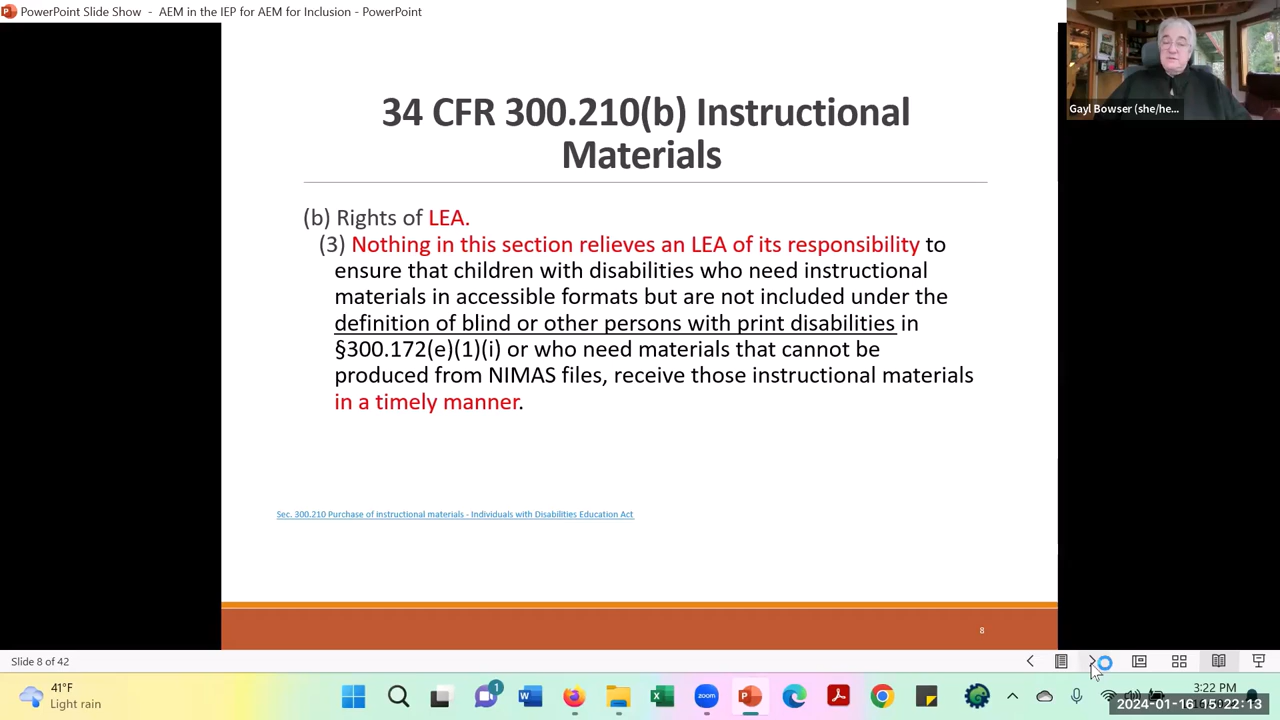 PowerPoint Slide Show - AEM in the IEP for AEM for Inclusion - PowerPoint
Gayl Bowser (she/he...
34 CFR 300.210(b) Instructional
Materials
(b) Rights of LEA.
(3) Nothing in this section relieves an LEA of its responsibility to
ensure that children with disabilities who need instructional
materials in accessible formats but are not included under the
definition of blind or other persons with print disabilities in
§300.172(e)(1)(i) or who need materials that cannot be
produced from NIMAS files, receive those instructional materials
in a timely manner.
Sec. 300.210 Purchase of instructional materials - Individuals with Disabilities Education Act
8
Slide 8 of 42
41°F
Light rain
1
zoom
3:22 PM
2024-01-16 15:22:13